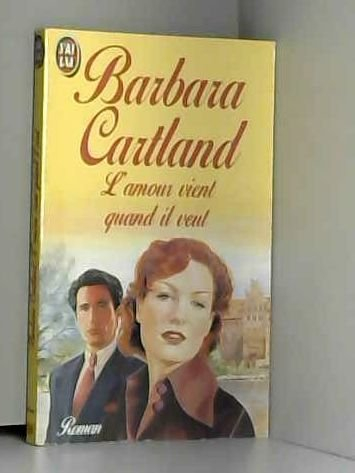 J'AI
LU
Barbara
Cartland
L'amour vient
quand il veut
Roman